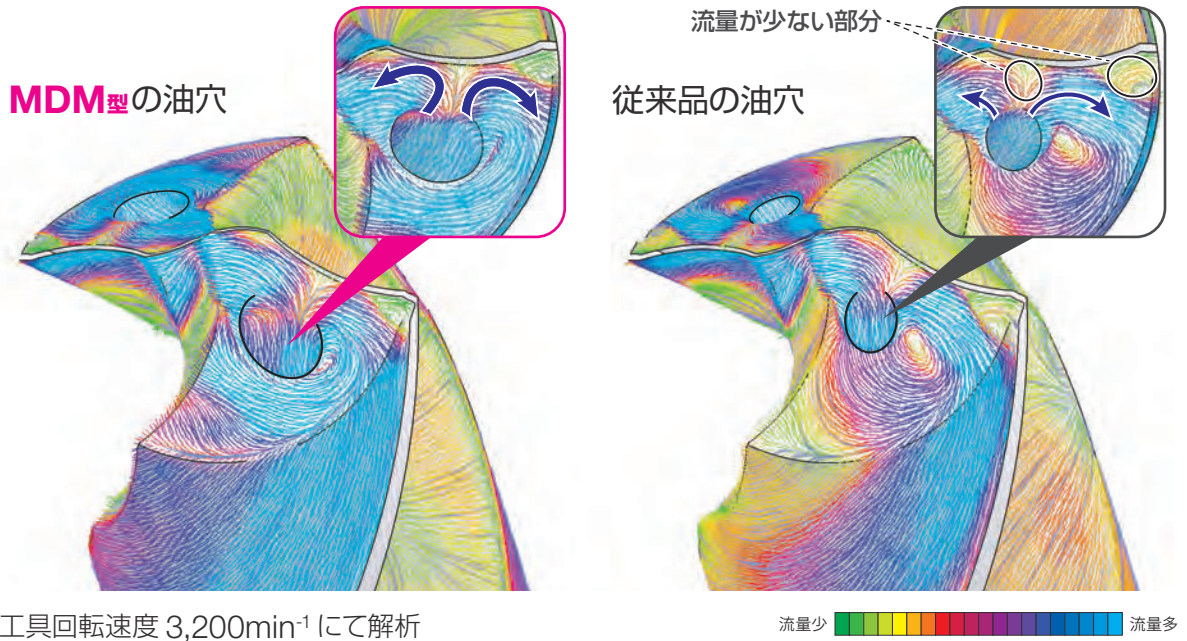 流量が少ない部分
MDM型の油穴
従来品の油穴
工具回転速度 3,200min⁻¹ にて解析
流量少
流量多